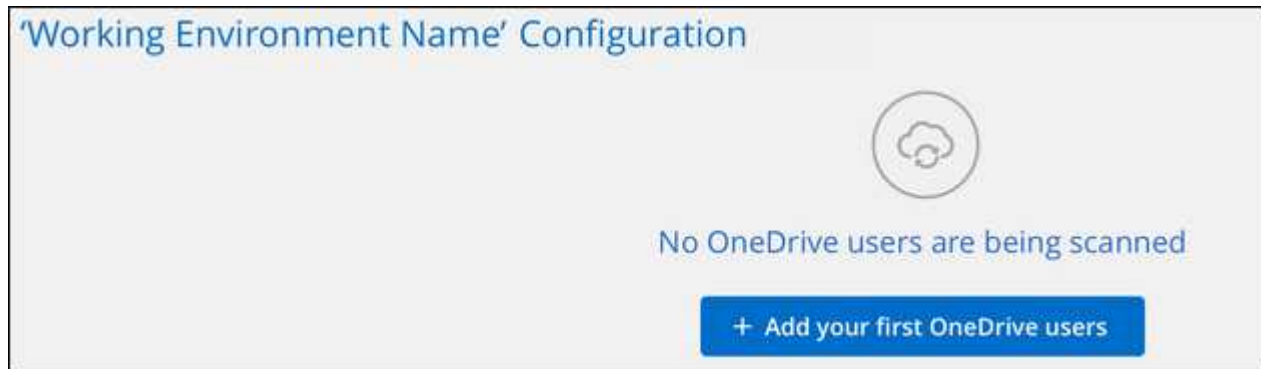 ‘Working Environment Name’ Configuration
No OneDrive users are being scanned
+ Add your first OneDrive users